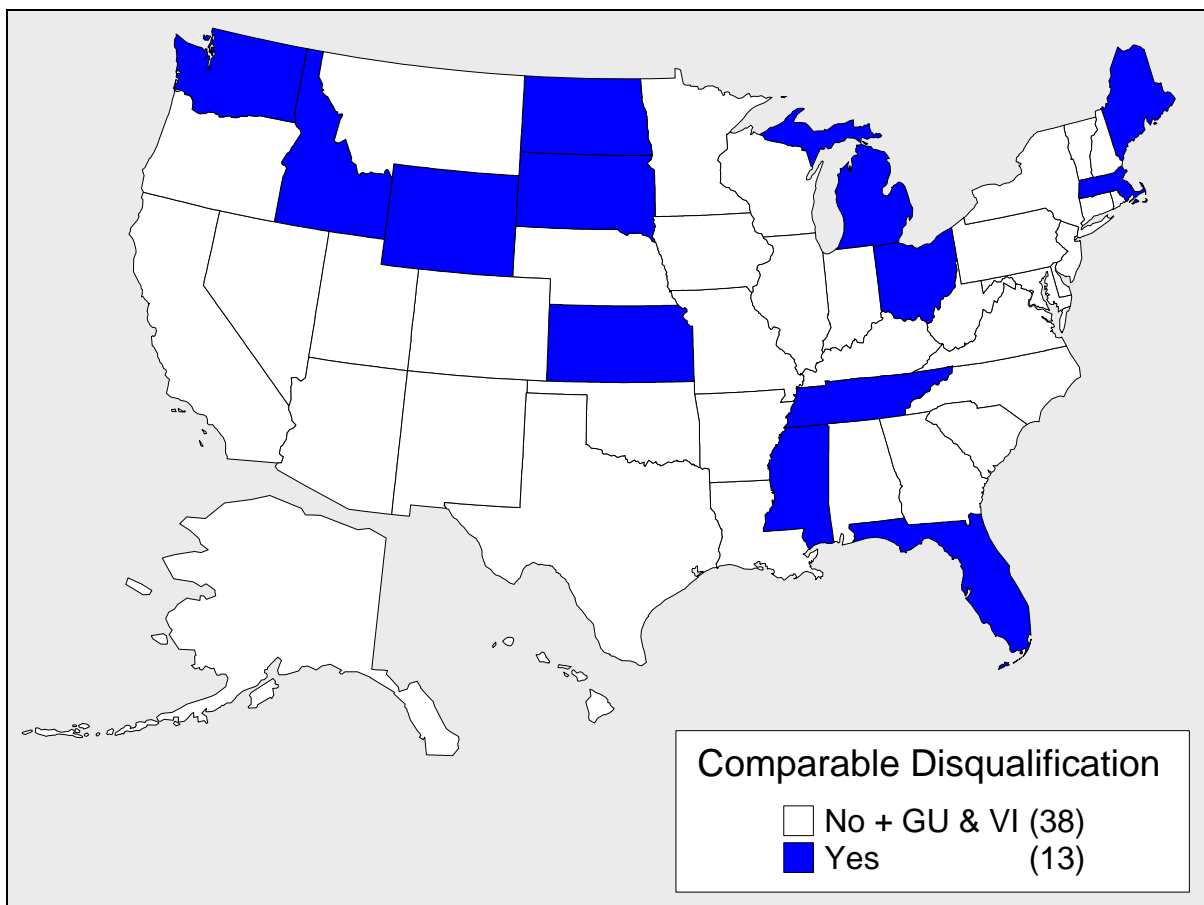 Comparable Disqualification
No + GU & VI (38)
Yes (13)